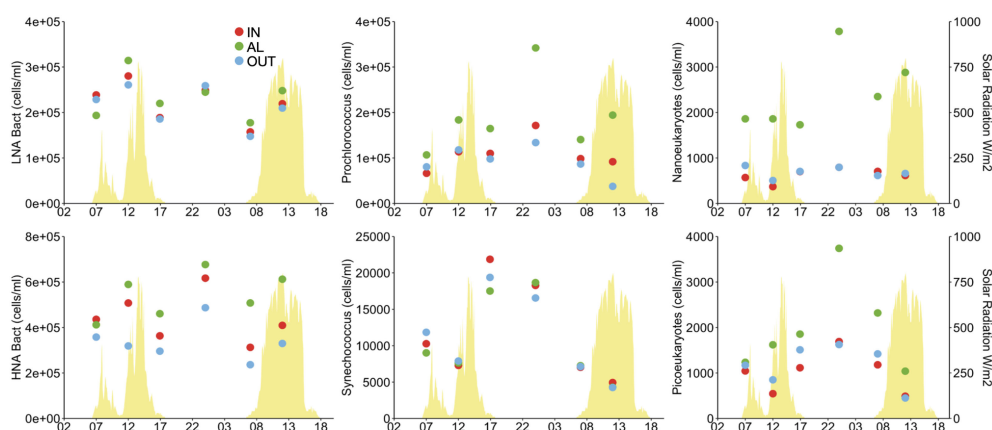 4e+05
3e+05
2e+05
1e+05
0e+00
LNA Bact (cells/ml)
02 07 12 17 22 03 08 13 18
IN
AL
OUT
4e+05
3e+05
2e+05
1e+05
0e+00
Prochlorococcus (cells/ml)
02 07 12 17 22 03 08 13 18
4000
3000
2000
1000
0
Nanoeukaryotes (cells/ml)
02 07 12 17 22 03 08 13 18
1000
750
500
250
0
Solar Radiation W/m2
8e+05
6e+05
4e+05
2e+05
0e+00
HNA Bact (cells/ml)
02 07 12 17 22 03 08 13 18
25000
20000
15000
10000
5000
0
Synechococcus (cells/ml)
02 07 12 17 22 03 08 13 18
4000
3000
2000
1000
0
Picoeukaryotes (cells/ml)
02 07 12 17 22 03 08 13 18
1000
750
500
250
0
Solar Radiation W/m2